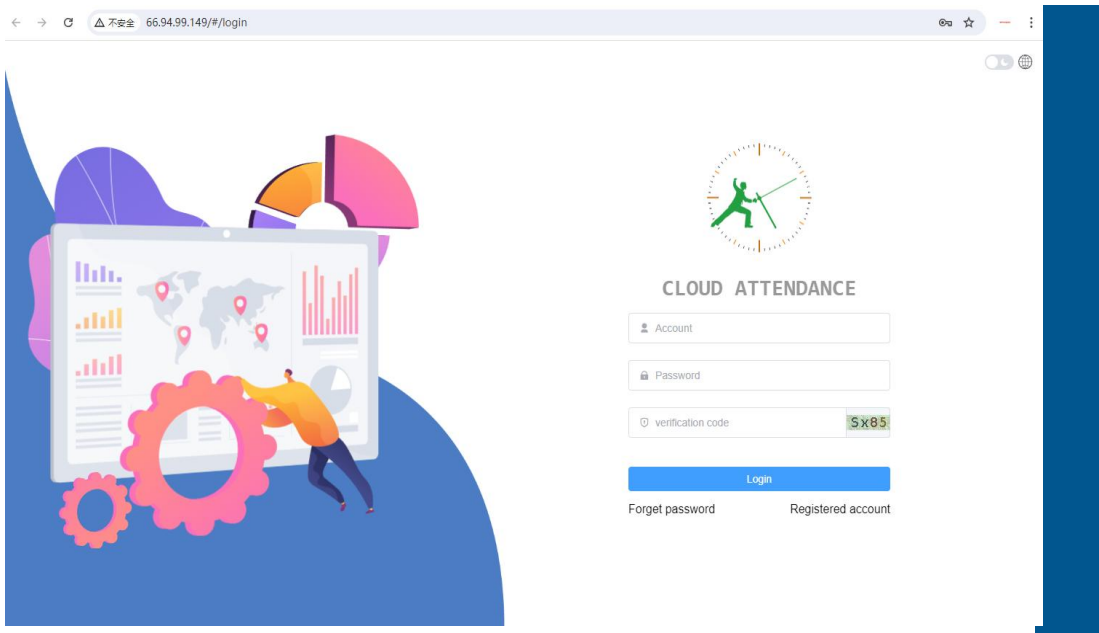 不安全 66.94.99.149/#/login
CLOUD ATTENDANCE
Account
Password
verification code Sx85
Login
Forget password Registered account